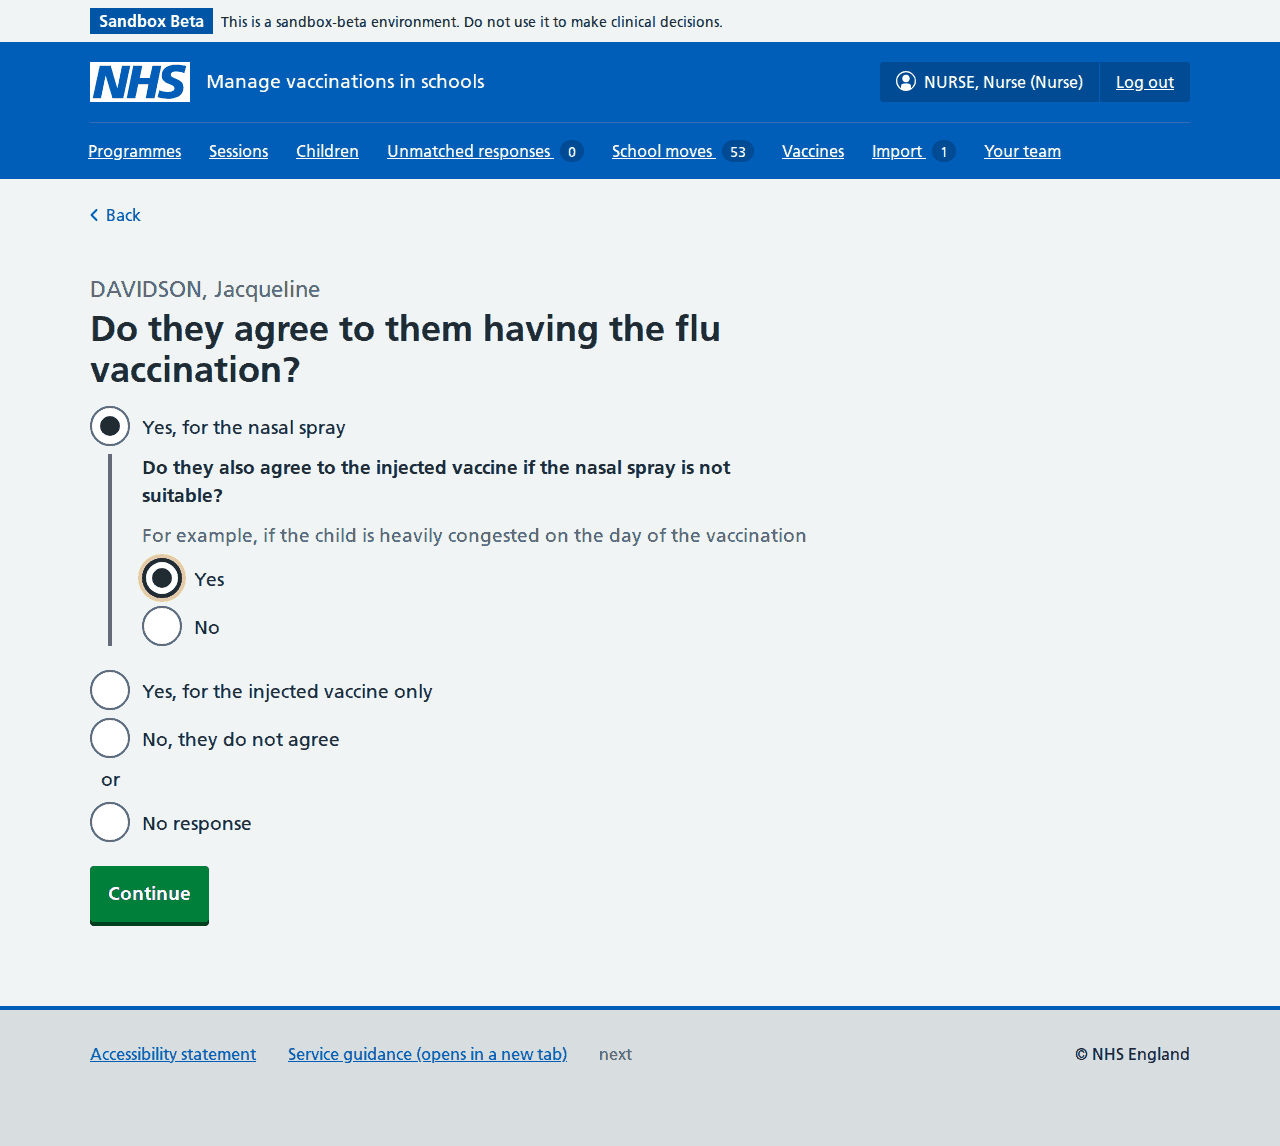 Sandbox Beta This is a sandbox-beta environment. Do not use it to make clinical decisions.
NHS Manage vaccinations in schools NURSE, Nurse (Nurse) Log out
Programmes Sessions Children Unmatched responses 0 School moves 53 Vaccines Import 1 Your team
Back
DAVIDSON, Jacqueline
Do they agree to them having the flu
vaccination?
Yes, for the nasal spray
Do they also agree to the injected vaccine if the nasal spray is not
suitable?
For example, if the child is heavily congested on the day of the vaccination
Yes
No
Yes, for the injected vaccine only
No, they do not agree
or
No response
Continue
Accessibility statement Service guidance (opens in a new tab) next © NHS England